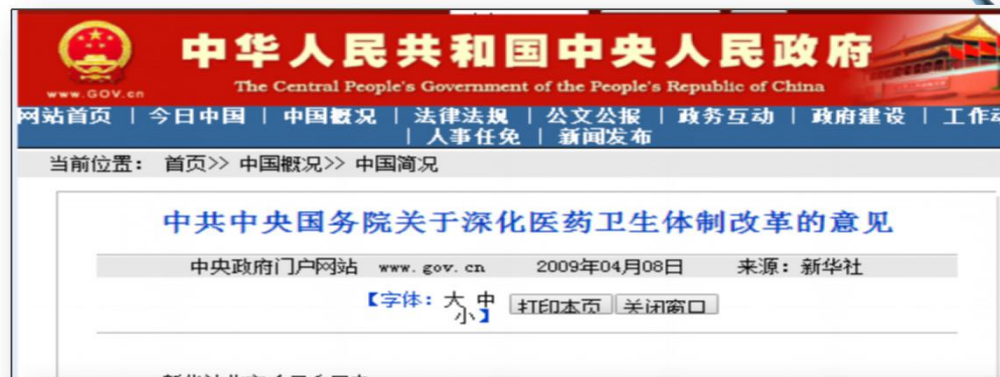 中华人民共和国中央人民政府
www.GOV.cn
The Central People's Government of the People's Republic of China
网站首页 | 今日中国 | 中国概况 | 法律法规 | 公文公报 | 政务互动 | 政府建设 | 工作动
| 人事任免 | 新闻发布
当前位置： 首页>> 中国概况>> 中国简况
中共中央国务院关于深化医药卫生体制改革的意见
中央政府门户网站 www.gov.cn 2009年04月08日 来源：新华社
【字体：大 中
小】 打印本页 关闭窗口